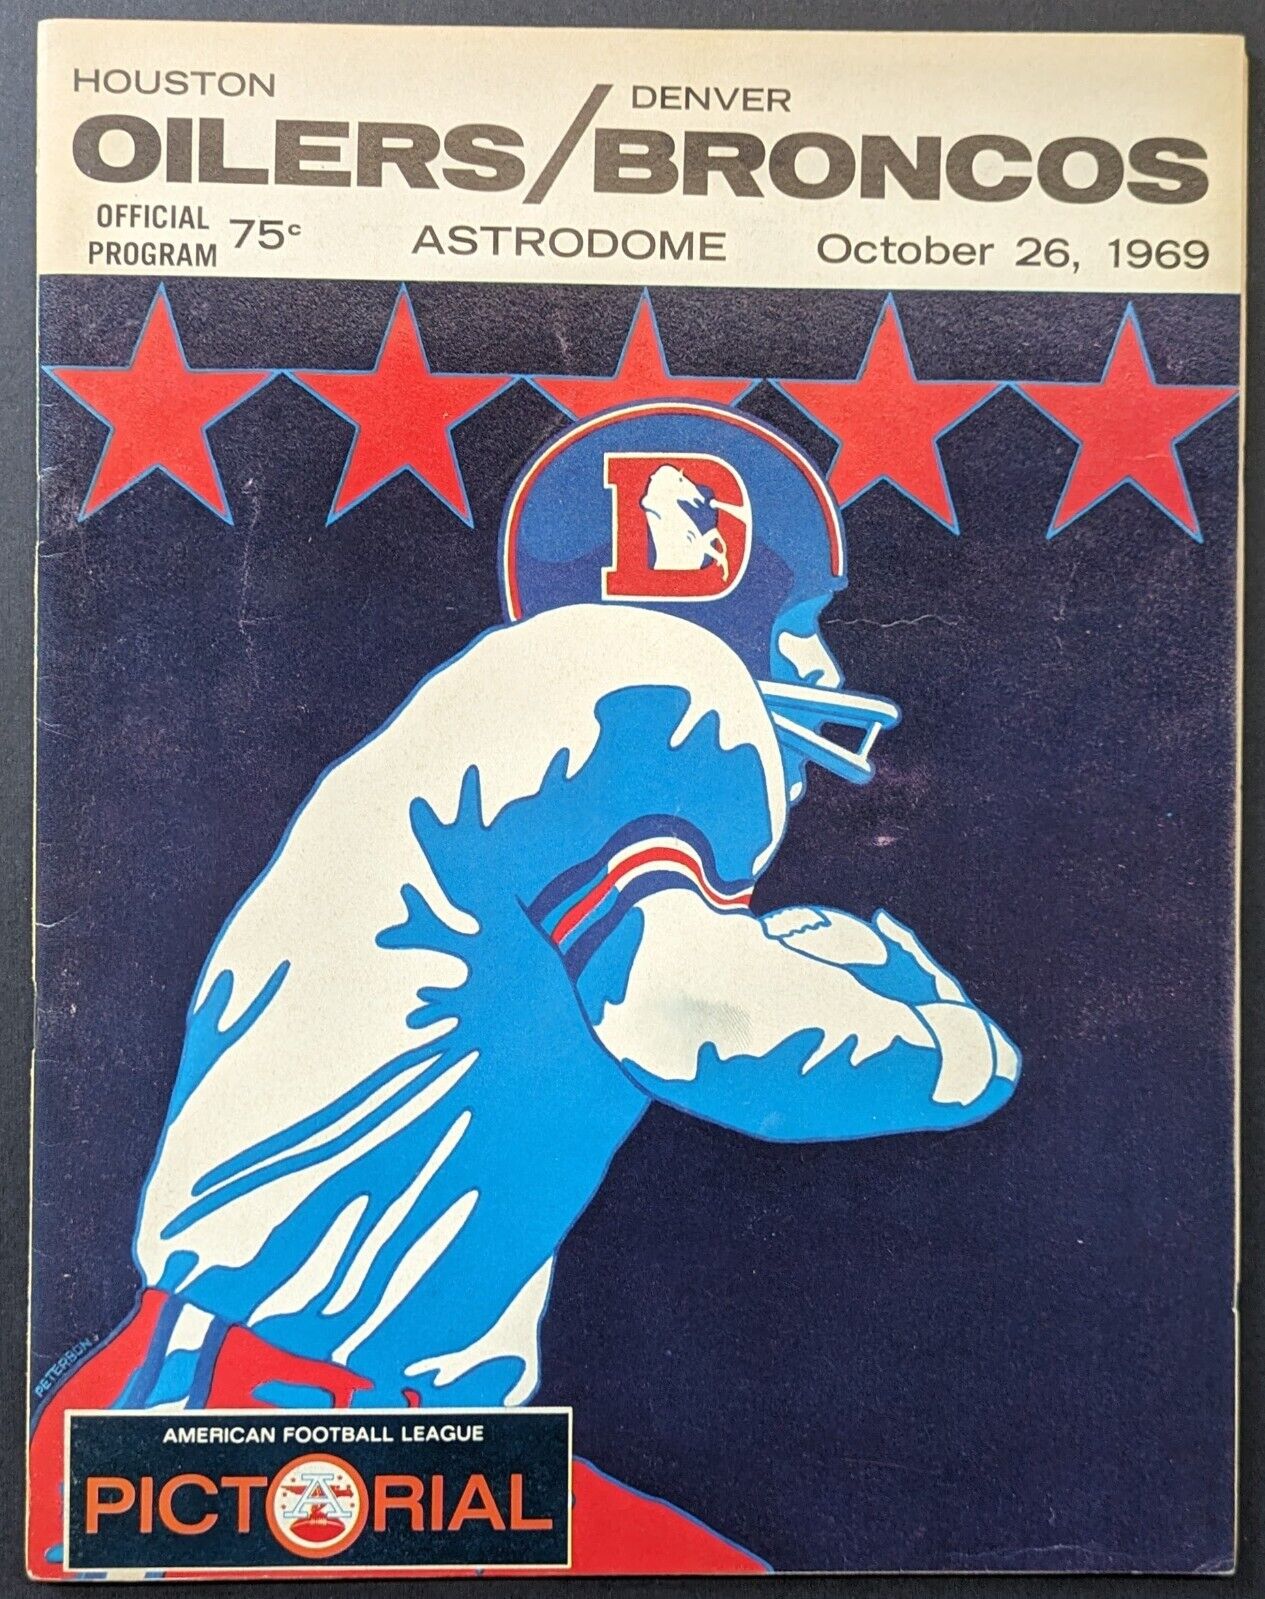 HOUSTON
DENVER
OILERS/BRONCOS
OFFICIAL
PROGRAM
75c
ASTRODOME
October 26, 1969
D
PETERSON
AMERICAN FOOTBALL LEAGUE
PICTORIAL